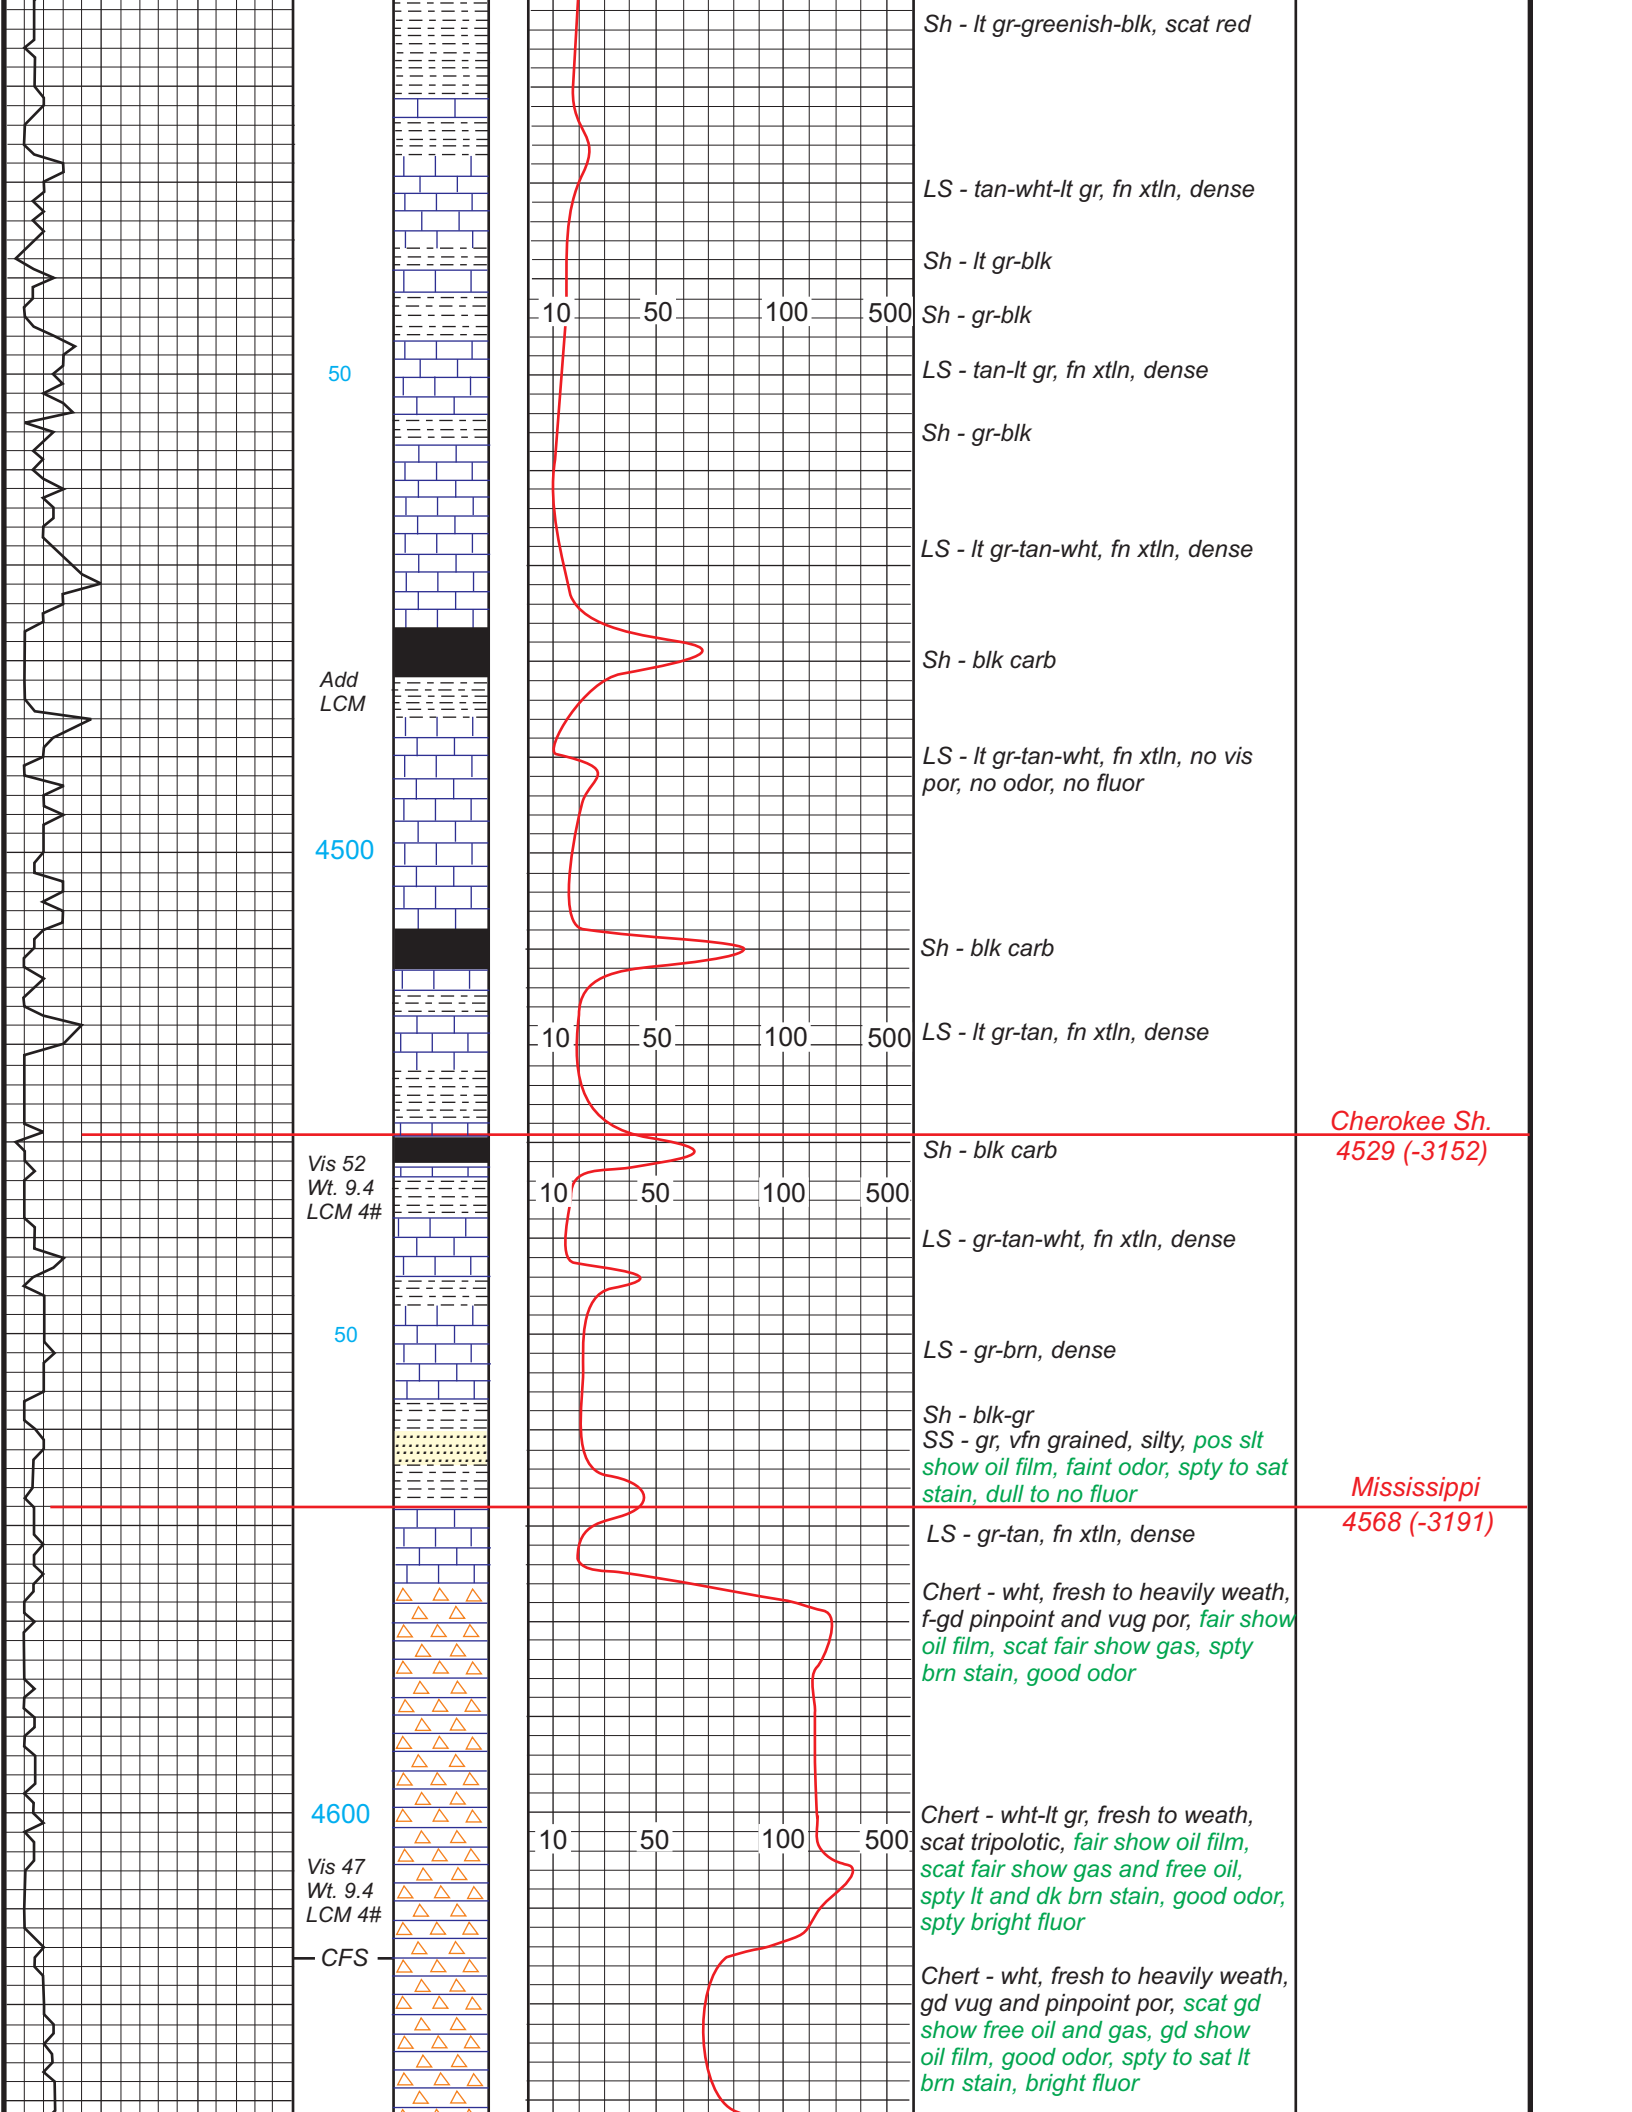 Sh - lt gr-greenish-blk, scat red
LS - tan-wht-lt gr, fn xtln, dense
Sh - lt gr-blk
10 50 100 500
Sh - gr-blk
50
LS - tan-lt gr, fn xtln, dense
Sh - gr-blk
LS - lt gr-tan-wht, fn xtln, dense
Sh - blk carb
Add
LCM
LS - lt gr-tan-wht, fn xtln, no vis
por, no odor, no fluor
4500
Sh - blk carb
10 50 100 500
LS - lt gr-tan, fn xtln, dense
Cherokee Sh.
4529 (-3152)
Sh - blk carb
Vis 52
Wt. 9.4
LCM 4#
10 50 100 500
LS - gr-tan-wht, fn xtln, dense
50
LS - gr-brn, dense
Sh - blk-gr
SS - gr, vfn grained, silty, pos slt
show oil film, faint odor, spty to sat
stain, dull to no fluor
Mississippi
4568 (-3191)
LS - gr-tan, fn xtln, dense
Chert - wht, fresh to heavily weath,
f-gd pinpoint and vug por, fair show
oil film, scat fair show gas, spty
brn stain, good odor
4600
10 50 100 500
Chert - wht-lt gr, fresh to weath,
scat tripolotic, fair show oil film,
scat fair show gas and free oil,
spty lt and dk brn stain, good odor,
spty bright fluor
Vis 47
Wt. 9.4
LCM 4#
CFS
Chert - wht, fresh to heavily weath,
gd vug and pinpoint por, scat gd
show free oil and gas, gd show
oil film, good odor, spty to sat lt
brn stain, bright fluor